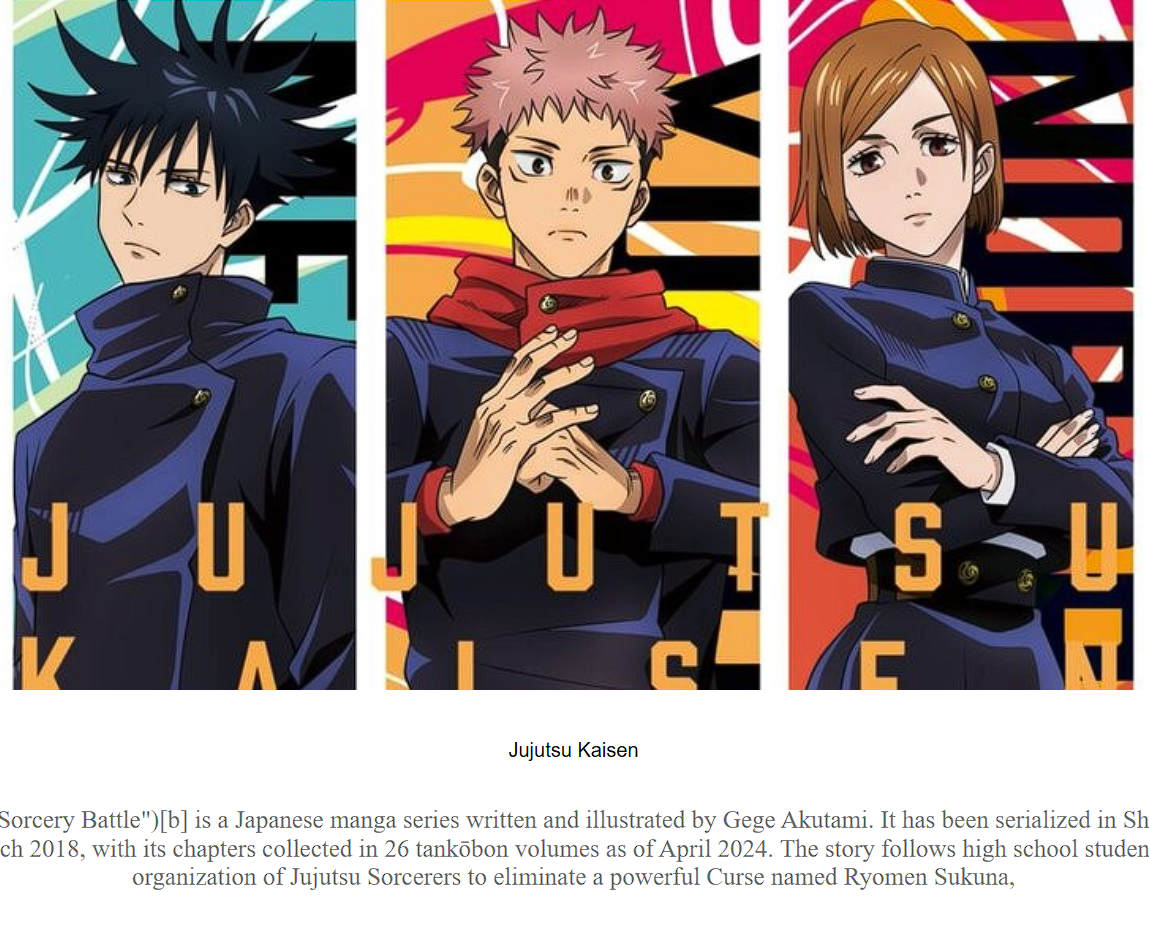 JUJUTSU
KAISEN
Jujutsu Kaisen
Sorcery Battle")[b] is a Japanese manga series written and illustrated by Gege Akutami. It has been serialized in Sh
ch 2018, with its chapters collected in 26 tankōbon volumes as of April 2024. The story follows high school studen
organization of Jujutsu Sorcerers to eliminate a powerful Curse named Ryomen Sukuna,